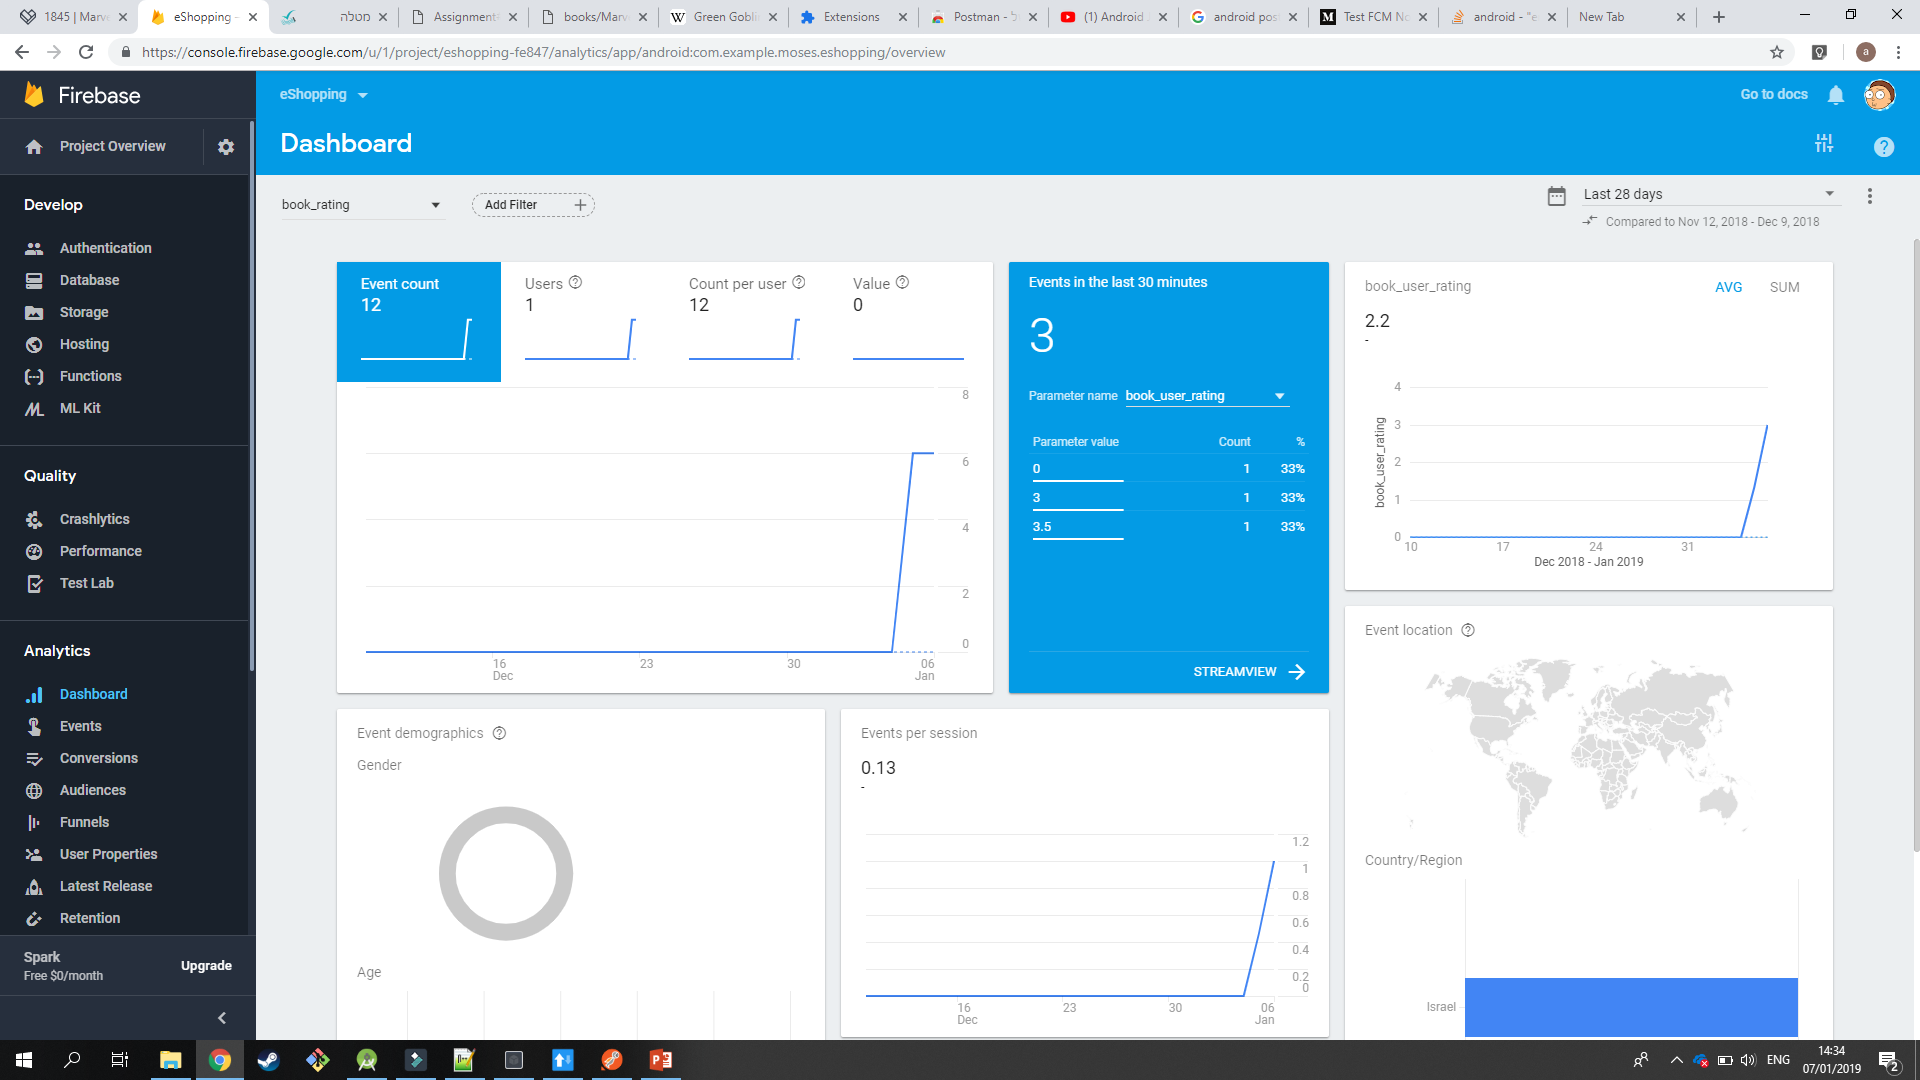 1845 | Marve
eShopping -
מטלה
Assignment
books/Marv
Green Gobli
Extensions
Postman -
(1) Android
android pos
Test FCM No
android - "e
New Tab
https://console.firebase.google.com/u/1/project/eshopping-fe847/analytics/app/android:com.example.moses.eshopping/overview
a
Firebase
eShopping
Go to docs
Project Overview
Dashboard
Develop
Authentication
Database
Storage
Hosting
Functions
ML Kit
Quality
Crashlytics
Performance
Test Lab
Analytics
Dashboard
Events
Conversions
Audiences
Funnels
User Properties
Latest Release
Retention
Spark
Free $0/month
Upgrade
book_rating
Add Filter
Last 28 days
Compared to Nov 12, 2018 - Dec 9, 2018
Event count
12
Users
1
Count per user
12
Value
0
8
6
4
2
0
16
Dec
23
30
06
Jan
Events in the last 30 minutes
3
Parameter name book_user_rating
Parameter value Count %
0 1 33%
3 1 33%
3.5 1 33%
STREAMVIEW
book_user_rating
AVG SUM
2.2
-
book_user_rating
4
3
2
1
0
10 17 24 31
Dec 2018 - Jan 2019
Event demographics
Gender
Age
Events per session
0.13
-
1.2
1
0.8
0.6
0.4
0.2
0
16
Dec
23
30
06
Jan
Event location
Country/Region
Israel
ENG
14:34
07/01/2019
2